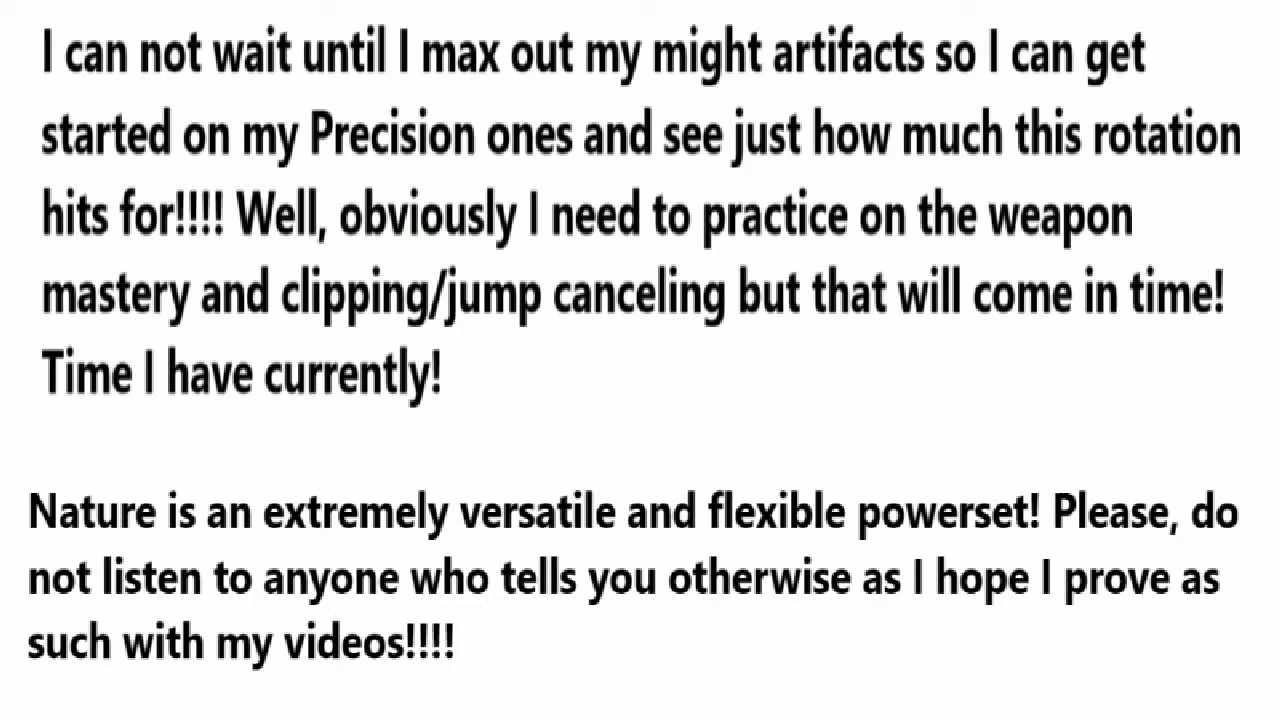 I can not wait until I max out my might artifacts so I can get
started on my Precision ones and see just how much this rotation
hits for!!!! Well, obviously I need to practice on the weapon
mastery and clipping/jump canceling but that will come in time!
Time I have currently!
Nature is an extremely versatile and flexible powerset! Please, do
not listen to anyone who tells you otherwise as I hope I prove as
such with my videos!!!!